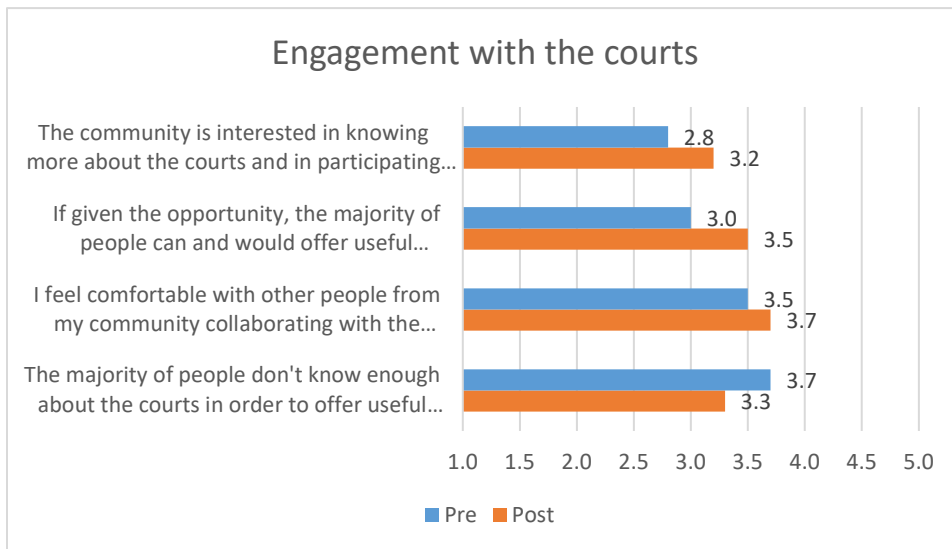 Engagement with the courts
The community is interested in knowing
more about the courts and in participating...
2.8
3.2
If given the opportunity, the majority of
people can and would offer useful...
3.0
3.5
I feel comfortable with other people from
my community collaborating with the...
3.5
3.7
The majority of people don't know enough
about the courts in order to offer useful...
3.7
3.3
1.0 1.5 2.0 2.5 3.0 3.5 4.0 4.5 5.0
Pre Post